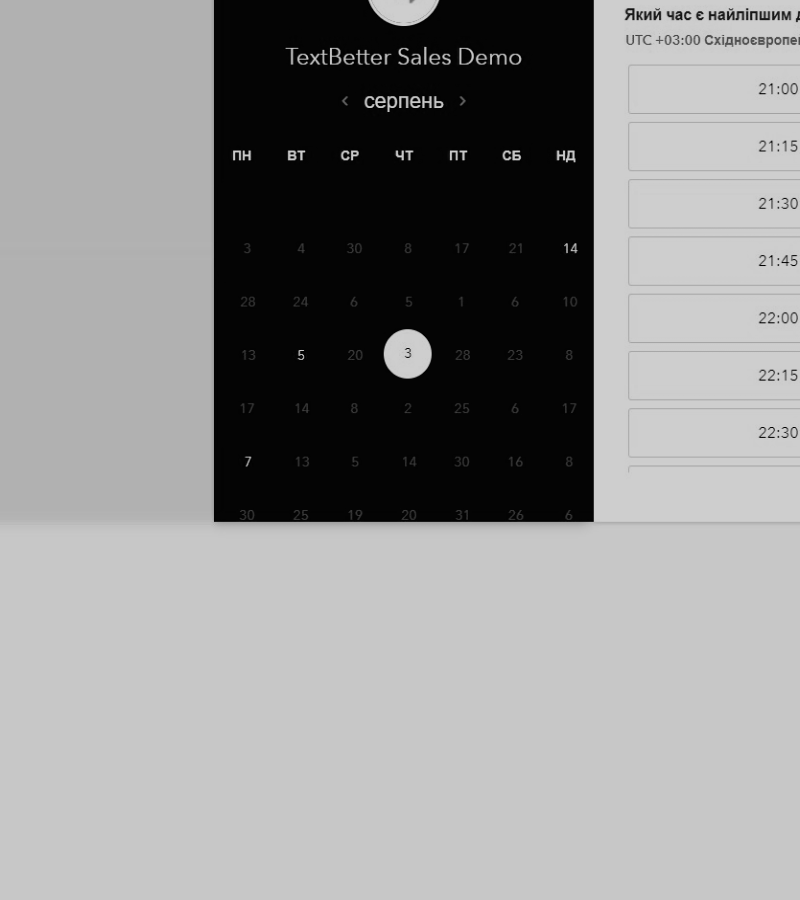 TextBetter Sales Demo
серпень
ПН ВТ СР ЧТ ПТ СБ НД
3 4 30 8 17 21 14
28 24 6 5 1 6 10
13 5 20 3 28 23 8
17 14 8 2 25 6 17
7 13 5 14 30 16 8
30 25 19 20 31 26 6
Який час є найліпшим
UTC +03:00 Східноєвропе
21:00
21:15
21:30
21:45
22:00
22:15
22:30